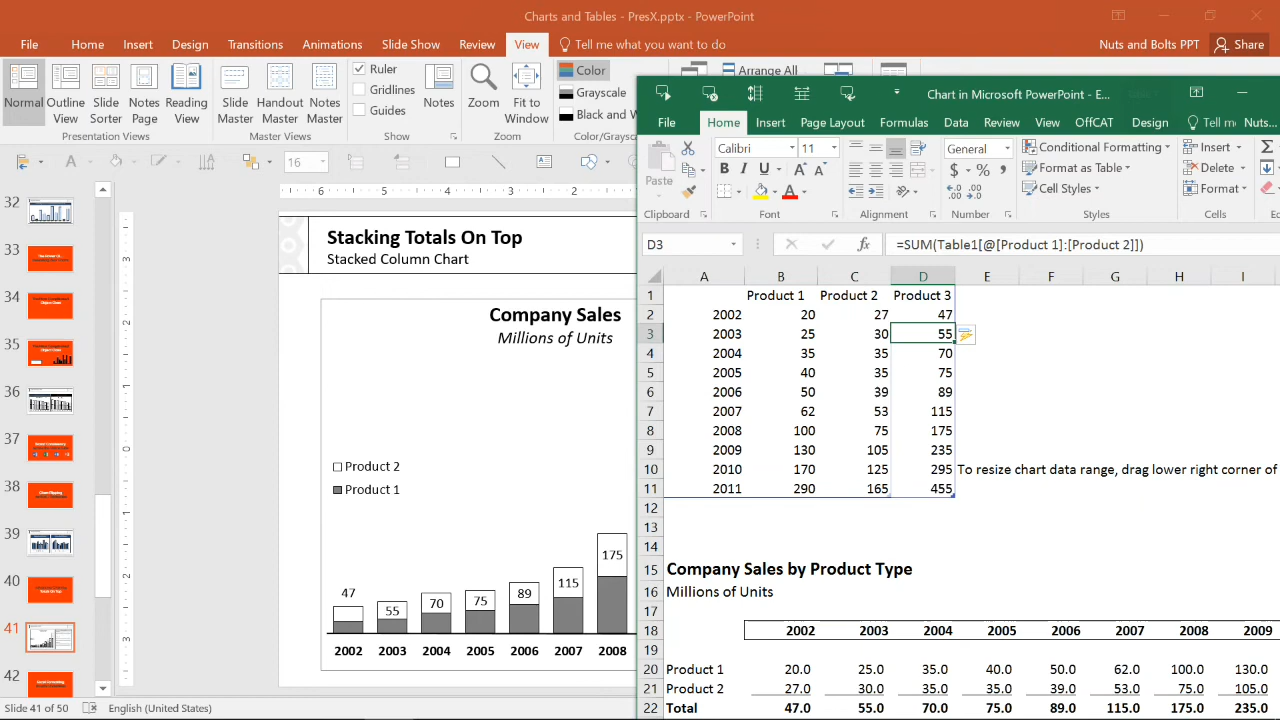 Charts and Tables - PresX.pptx - PowerPoint
File Home Insert Design Transitions Animations Slide Show Review View Tell me what you want to do Nuts and Bolts PPT Share
Normal
Outline View
Slide Sorter
Notes Page
Reading View
Presentation Views
Slide Master
Handout Master
Notes Master
Master Views
Ruler
Gridlines
Guides
Show
Notes
Zoom
Fit to Window
Zoom
Color
Grayscale
Black and W
Color/Grayscale
Arrange All
16
32
33
34
35
36
37
38
39
40
41
42
6 5 4 3 2
3 2 1 0 1 2 3
Stacking Totals On Top
Stacked Column Chart
Company Sales
Millions of Units
Product 2
Product 1
47 55 70 75 89 115 175
2002 2003 2004 2005 2006 2007 2008
Slide 41 of 50 English (United States)
Chart in Microsoft PowerPoint - E...
File Home Insert Page Layout Formulas Data Review View OffCAT Design Tell m Nuts...
Paste
Clipboard
Calibri 11
B I U
Font
Alignment
General
$ % ,
Number
Conditional Formatting
Format as Table
Cell Styles
Styles
Insert
Delete
Format
Cells
D3 fx =SUM(Table1[@[Product 1]:[Product 2]])
A B C D E F G H I
1 Product 1 Product 2 Product 3
2 2002 20 27 47
3 2003 25 30 55
4 2004 35 35 70
5 2005 40 35 75
6 2006 50 39 89
7 2007 62 53 115
8 2008 100 75 175
9 2009 130 105 235
10 2010 170 125 295 To resize chart data range, drag lower right corner of
11 2011 290 165 455
12
13
14
15 Company Sales by Product Type
16 Millions of Units
17
18 2002 2003 2004 2005 2006 2007 2008 2009
19
20 Product 1 20.0 25.0 35.0 40.0 50.0 62.0 100.0 130.0
21 Product 2 27.0 30.0 35.0 35.0 39.0 53.0 75.0 105.0
22 Total 47.0 55.0 70.0 75.0 89.0 115.0 175.0 235.0